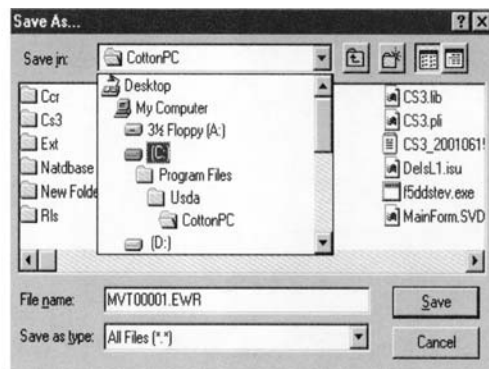 Save As...
Save in: CottonPC
Desktop
My Computer
3½ Floppy (A:)
(C:)
Program Files
Usda
CottonPC
(D:)
Ccr
Cs3
Ext
Natdbase
New Folde
Rls
CS3.lib
CS3.pli
CS3_2001061
DelsL1.isu
f5ddstev.exe
MainForm.SVD
File name: MVT00001.EWR
Save
Save as type: All Files (*.*)
Cancel